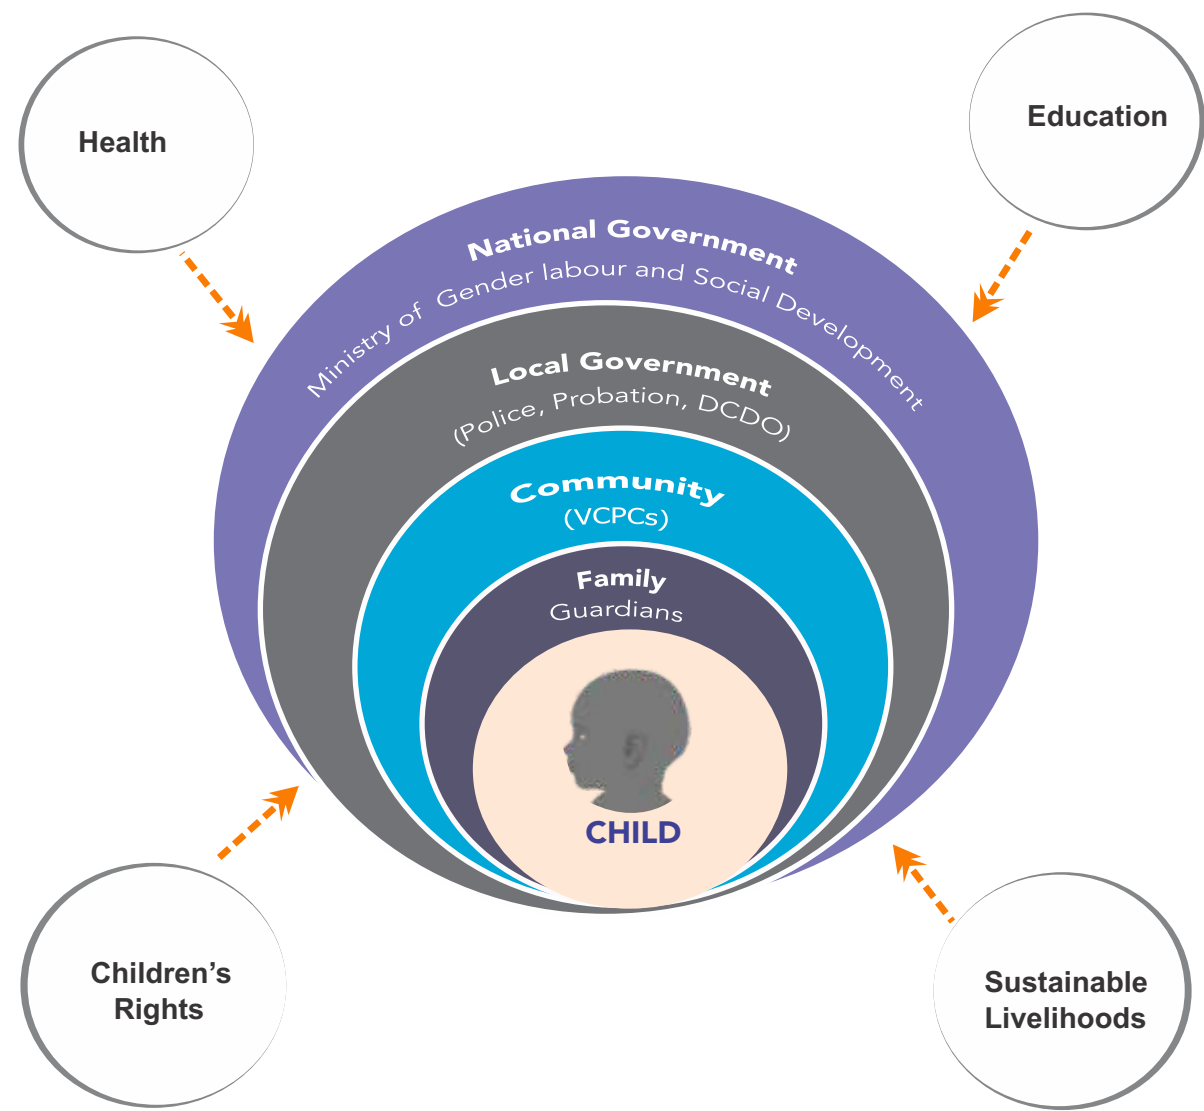 Health
Education
National Government
Ministry of Gender labour and Social Development
Local Government
(Police, Probation, DCDO)
Community
(VCPCs)
Family
Guardians
CHILD
Children’s
Rights
Sustainable
Livelihoods